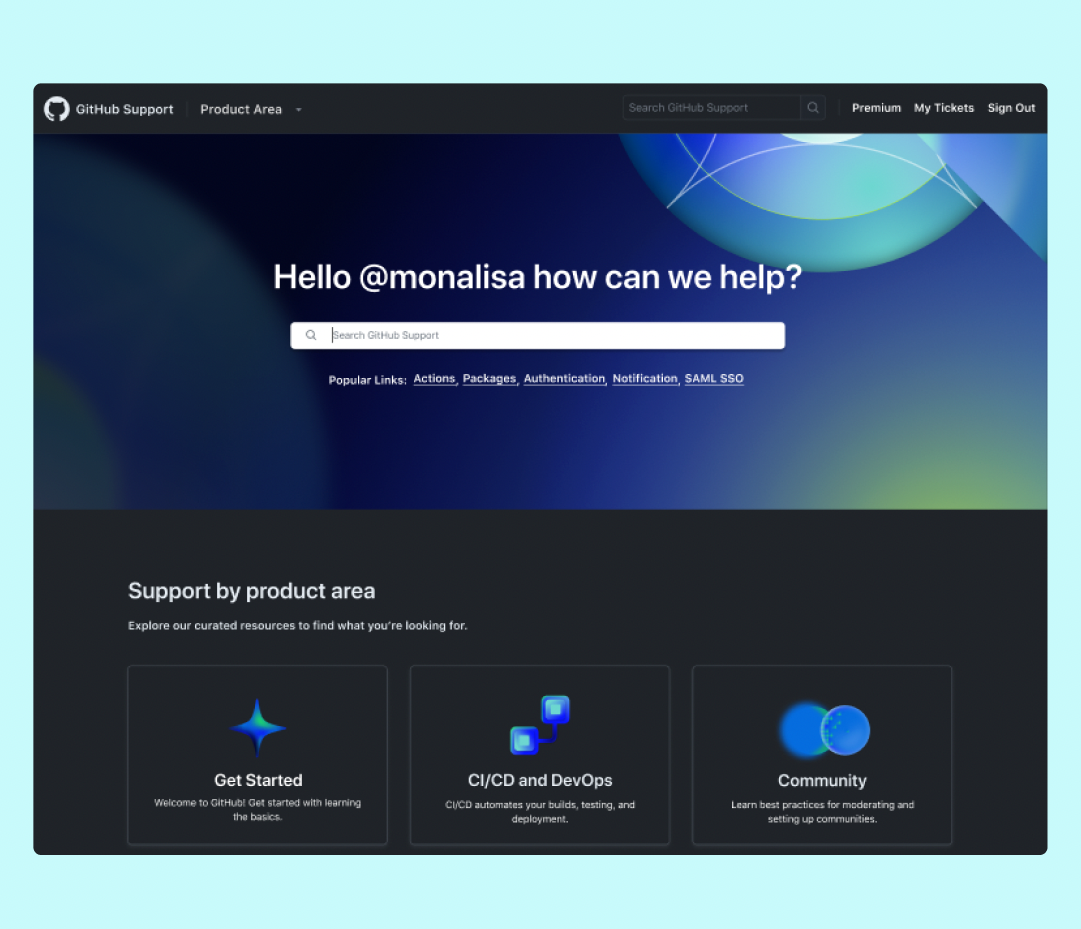 GitHub Support Product Area Search GitHub Support Premium My Tickets Sign Out
Hello @monalisa how can we help?
Search GitHub Support
Popular Links: Actions, Packages, Authentication, Notification, SAML SSO
Support by product area
Explore our curated resources to find what you’re looking for.
Get Started
Welcome to GitHub! Get started with learning
the basics.
CI/CD and DevOps
CI/CD automates your builds, testing, and
deployment.
Community
Learn best practices for moderating and
setting up communities.